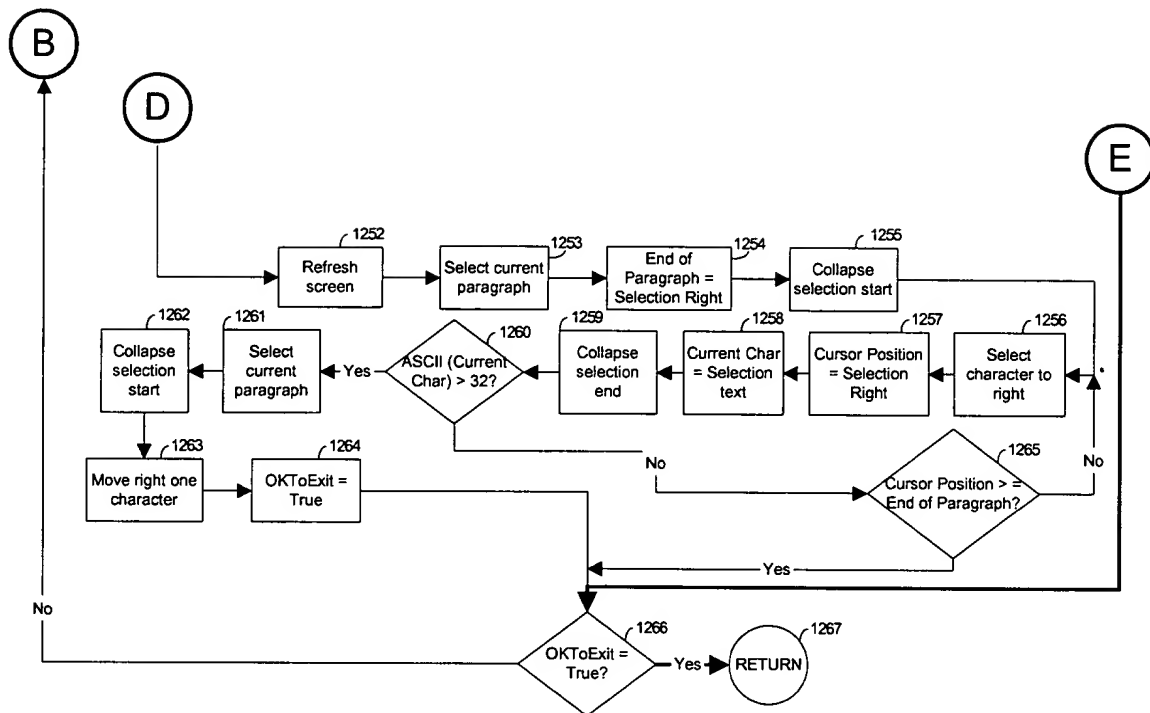 B
D
E
1252
Refresh
screen
1253
Select current
paragraph
1254
End of
Paragraph =
Selection Right
1255
Collapse
selection start
1262
Collapse
selection
start
1261
Select
current
paragraph
1260
ASCII (Current
Char) > 32?
Yes
No
1259
Collapse
selection
end
1258
Current Char
= Selection
text
1257
Cursor Position
= Selection
Right
1256
Select
character to
right
1263
Move right one
character
1264
OKToExit =
True
1265
Cursor Position > =
End of Paragraph?
No
Yes
No
1266
OKToExit =
True?
Yes
1267
RETURN